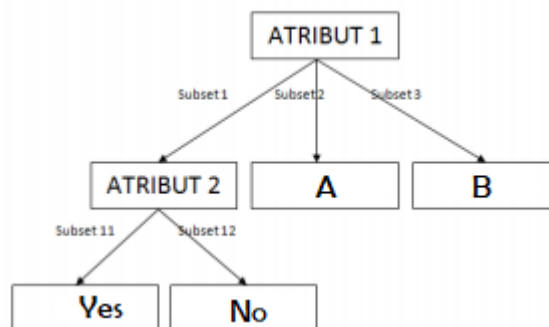 ATRIBUT 1
Subset 1
Subset 2
Subset 3
ATRIBUT 2
A
B
Subset 11
Subset 12
Yes
No